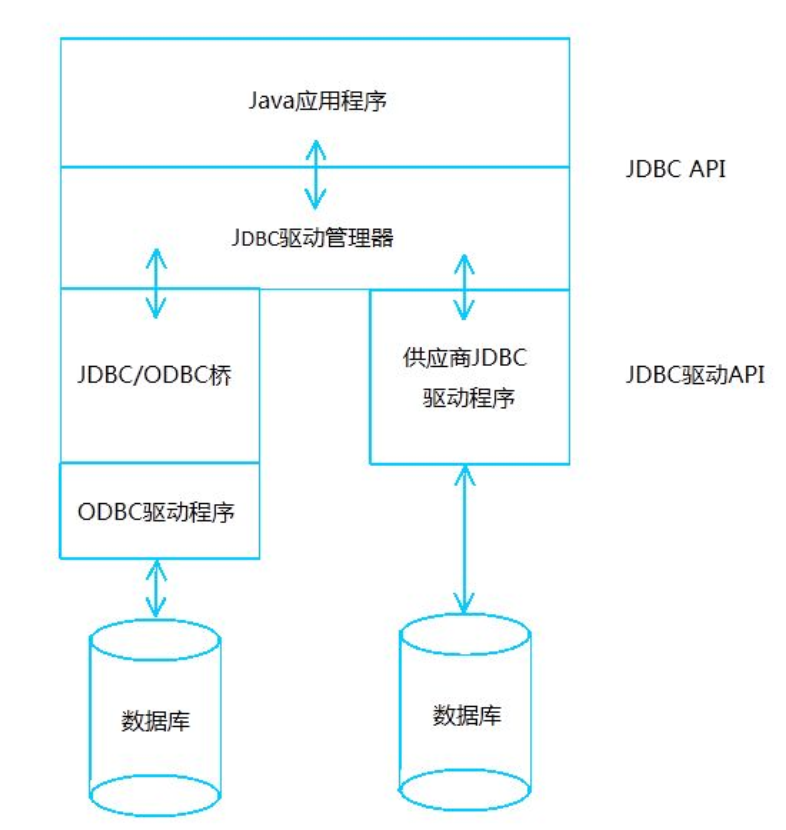 Java应用程序
JDBC API
JDBC驱动管理器
JDBC/ODBC桥
供应商JDBC
驱动程序
JDBC驱动API
ODBC驱动程序
数据库
数据库